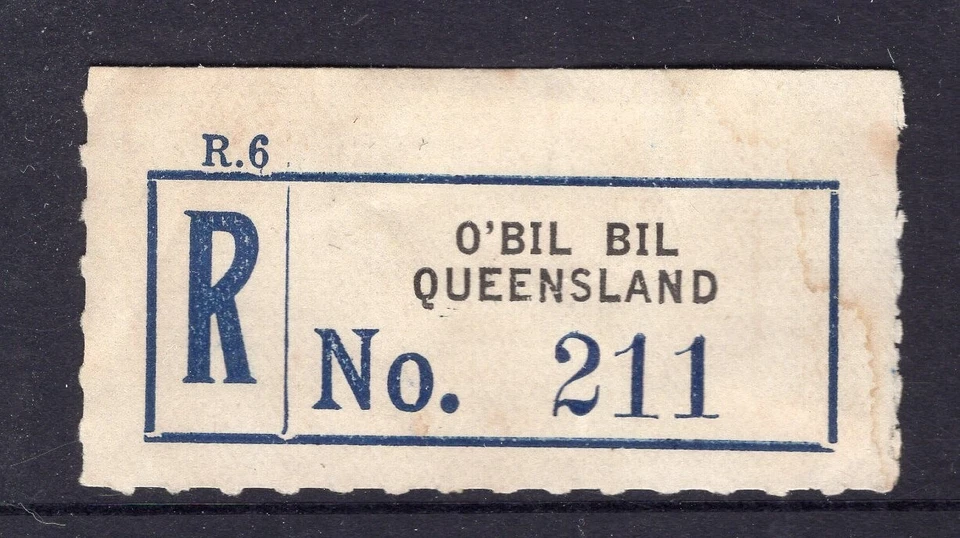 R.6
R
O'BIL BIL
QUEENSLAND
No. 211